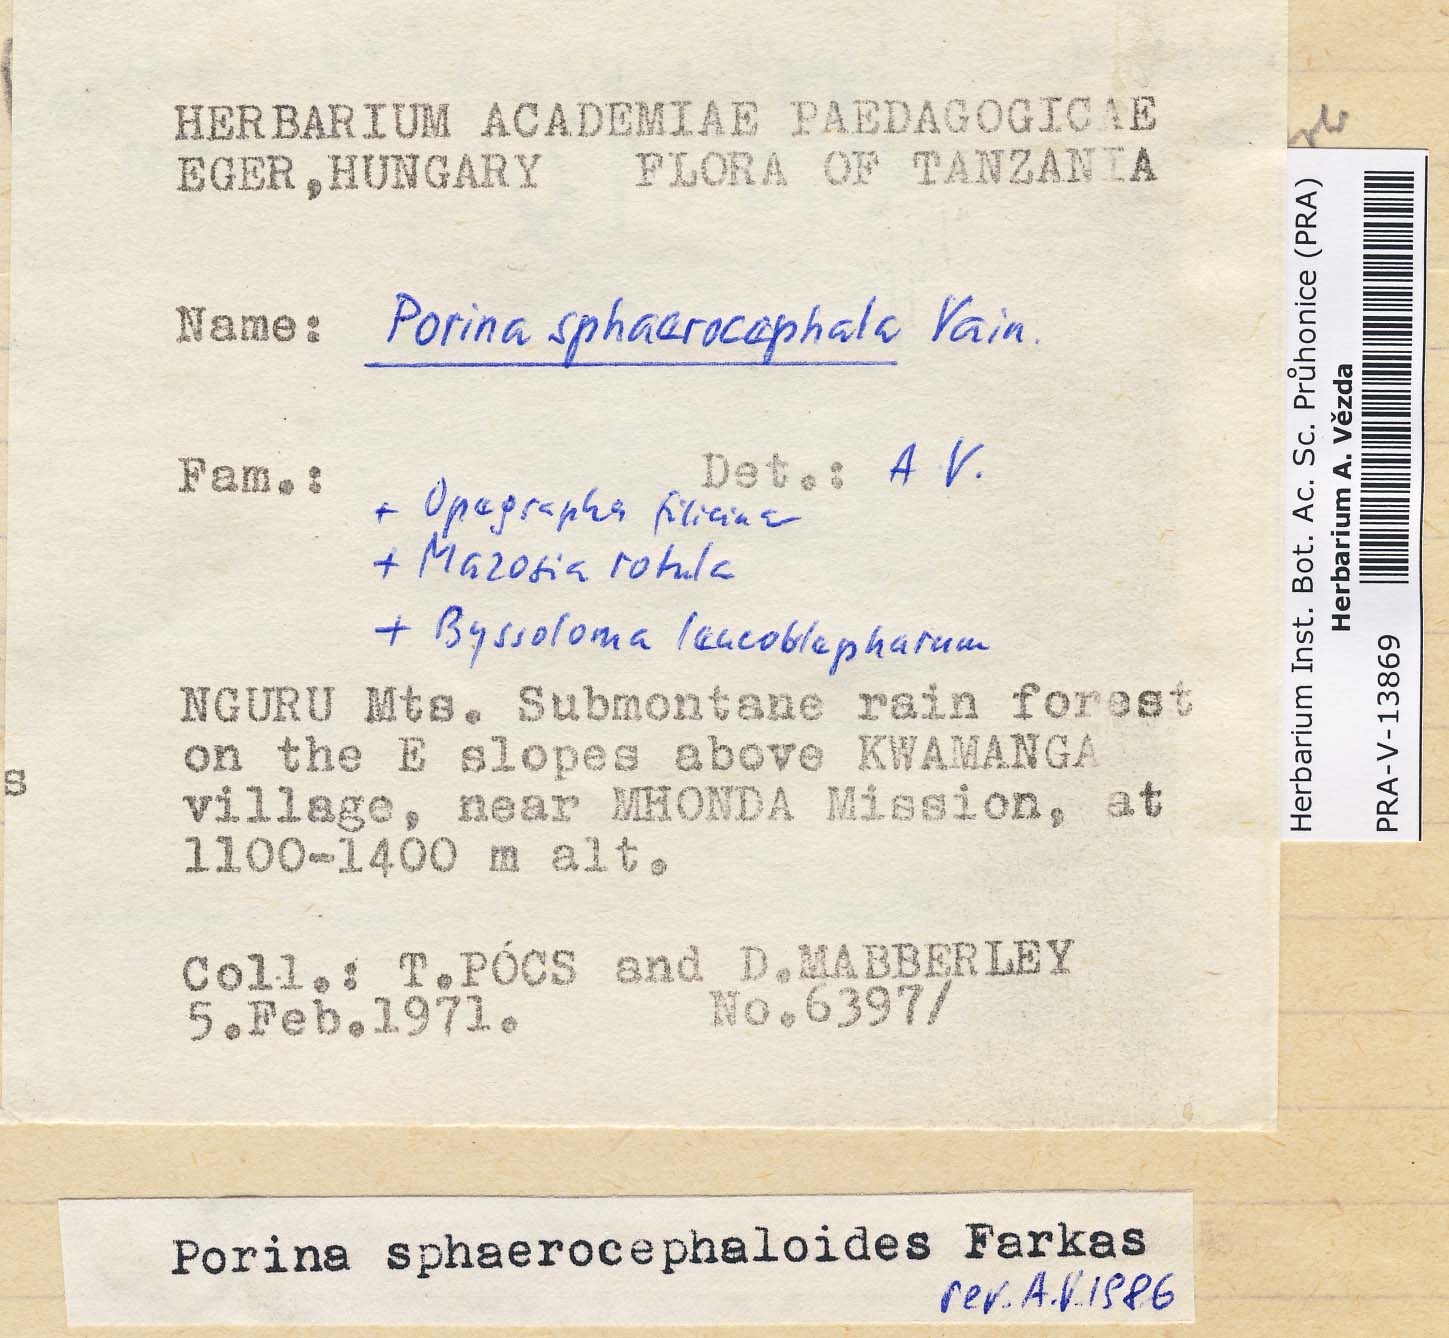 HERBARIUM ACADEMIAE PAEDAGOGICAE
EGER,HUNGARY FLORA OF TANZANIA
Name: Porina sphaerocephala Vain.
Fam.: Det.: A V.
+ Opegrapha filicina
+ Mazosia rotula
+ Byssoloma leucoblepharum
NGURU Mts. Submontane rain forest
on the E slopes above KWAMANGA
village, near MHONDA Mission, at
1100-1400 m alt.
Coll.: T.PÓCS and D.MABBERLEY
5.Feb.1971. No.6397/
s
Herbarium Inst. Bot. Ac. Sc. Průhonice (PRA)
Herbarium A. Vězda
PRA-V-13869
Porina sphaerocephaloides Farkas
rev. A.V.1986